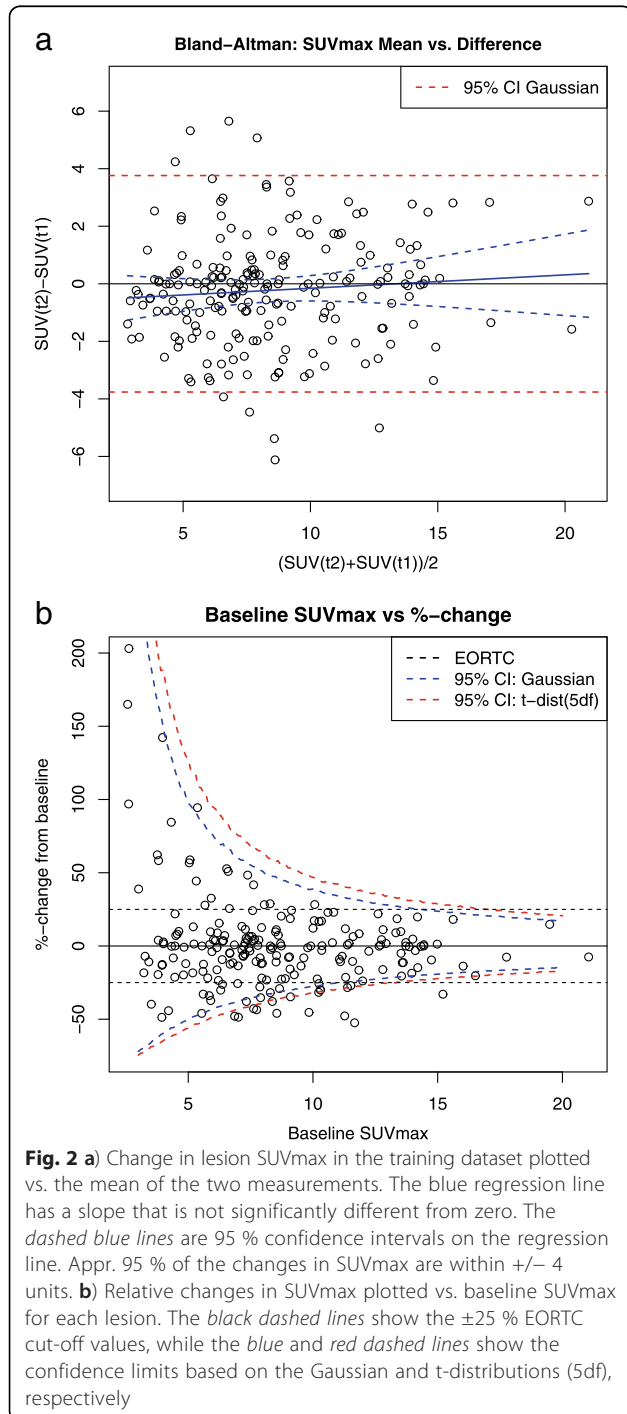 a
Bland–Altman: SUVmax Mean vs. Difference
95% CI Gaussian
SUV(t2)−SUV(t1)
6
4
2
0
−2
−4
−6
5 10 15 20
(SUV(t2)+SUV(t1))/2
b
Baseline SUVmax vs %−change
EORTC
95% CI: Gaussian
95% CI: t−dist(5df)
%−change from baseline
200
150
100
50
0
−50
5 10 15 20
Baseline SUVmax
Fig. 2 a) Change in lesion SUVmax in the training dataset plotted
vs. the mean of the two measurements. The blue regression line
has a slope that is not significantly different from zero. The
dashed blue lines are 95 % confidence intervals on the regression
line. Appr. 95 % of the changes in SUVmax are within +/− 4
units. b) Relative changes in SUVmax plotted vs. baseline SUVmax
for each lesion. The black dashed lines show the ±25 % EORTC
cut-off values, while the blue and red dashed lines show the
confidence limits based on the Gaussian and t-distributions (5df),
respectively